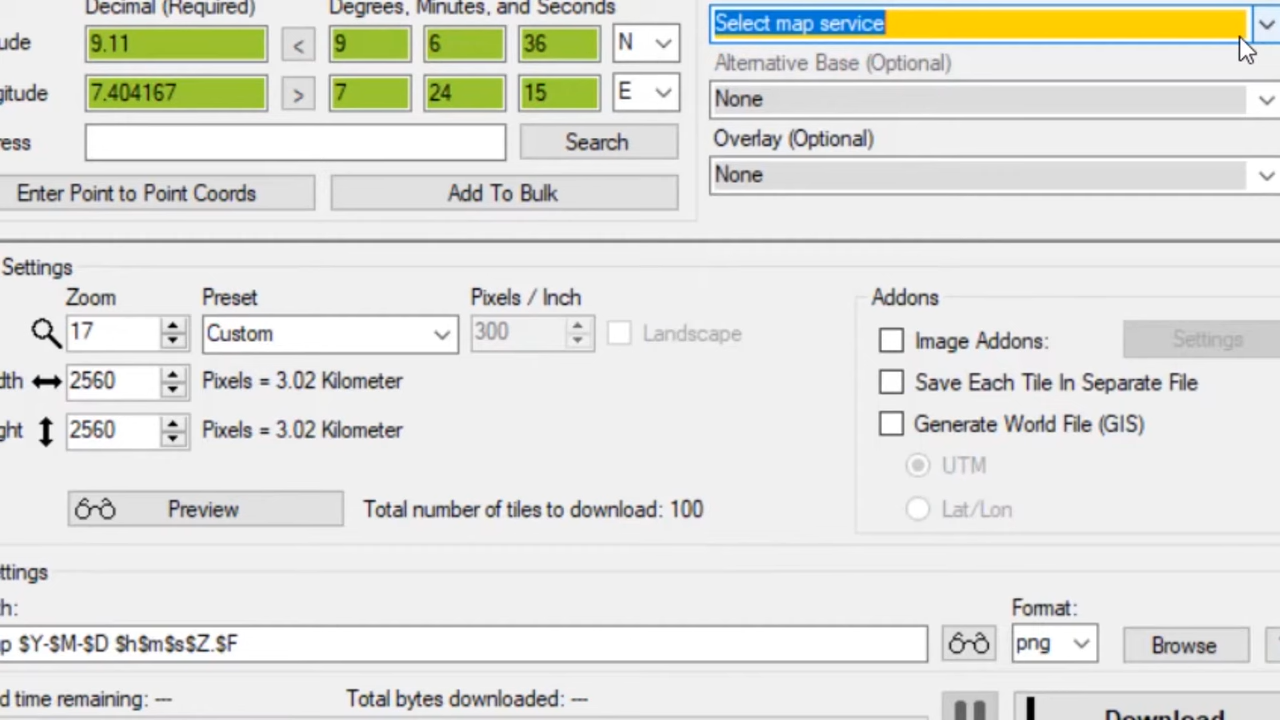 Decimal (Required) Degrees, Minutes, and Seconds
ude 9.11 < 9 6 36 N
gitude 7.404167 > 7 24 15 E
ress Search
Enter Point to Point Coords Add To Bulk
Select map service
Alternative Base (Optional)
None
Overlay (Optional)
None
Settings
Zoom Preset Pixels / Inch
17 Custom 300 Landscape
dth 2560 Pixels = 3.02 Kilometer
ght 2560 Pixels = 3.02 Kilometer
Preview Total number of tiles to download: 100
Addons
Image Addons: Settings
Save Each Tile In Separate File
Generate World File (GIS)
UTM
Lat/Lon
ttings
h: Format:
p $Y-$M-$D $h$m$s$Z.$F png Browse
d time remaining: --- Total bytes downloaded: ---
Download